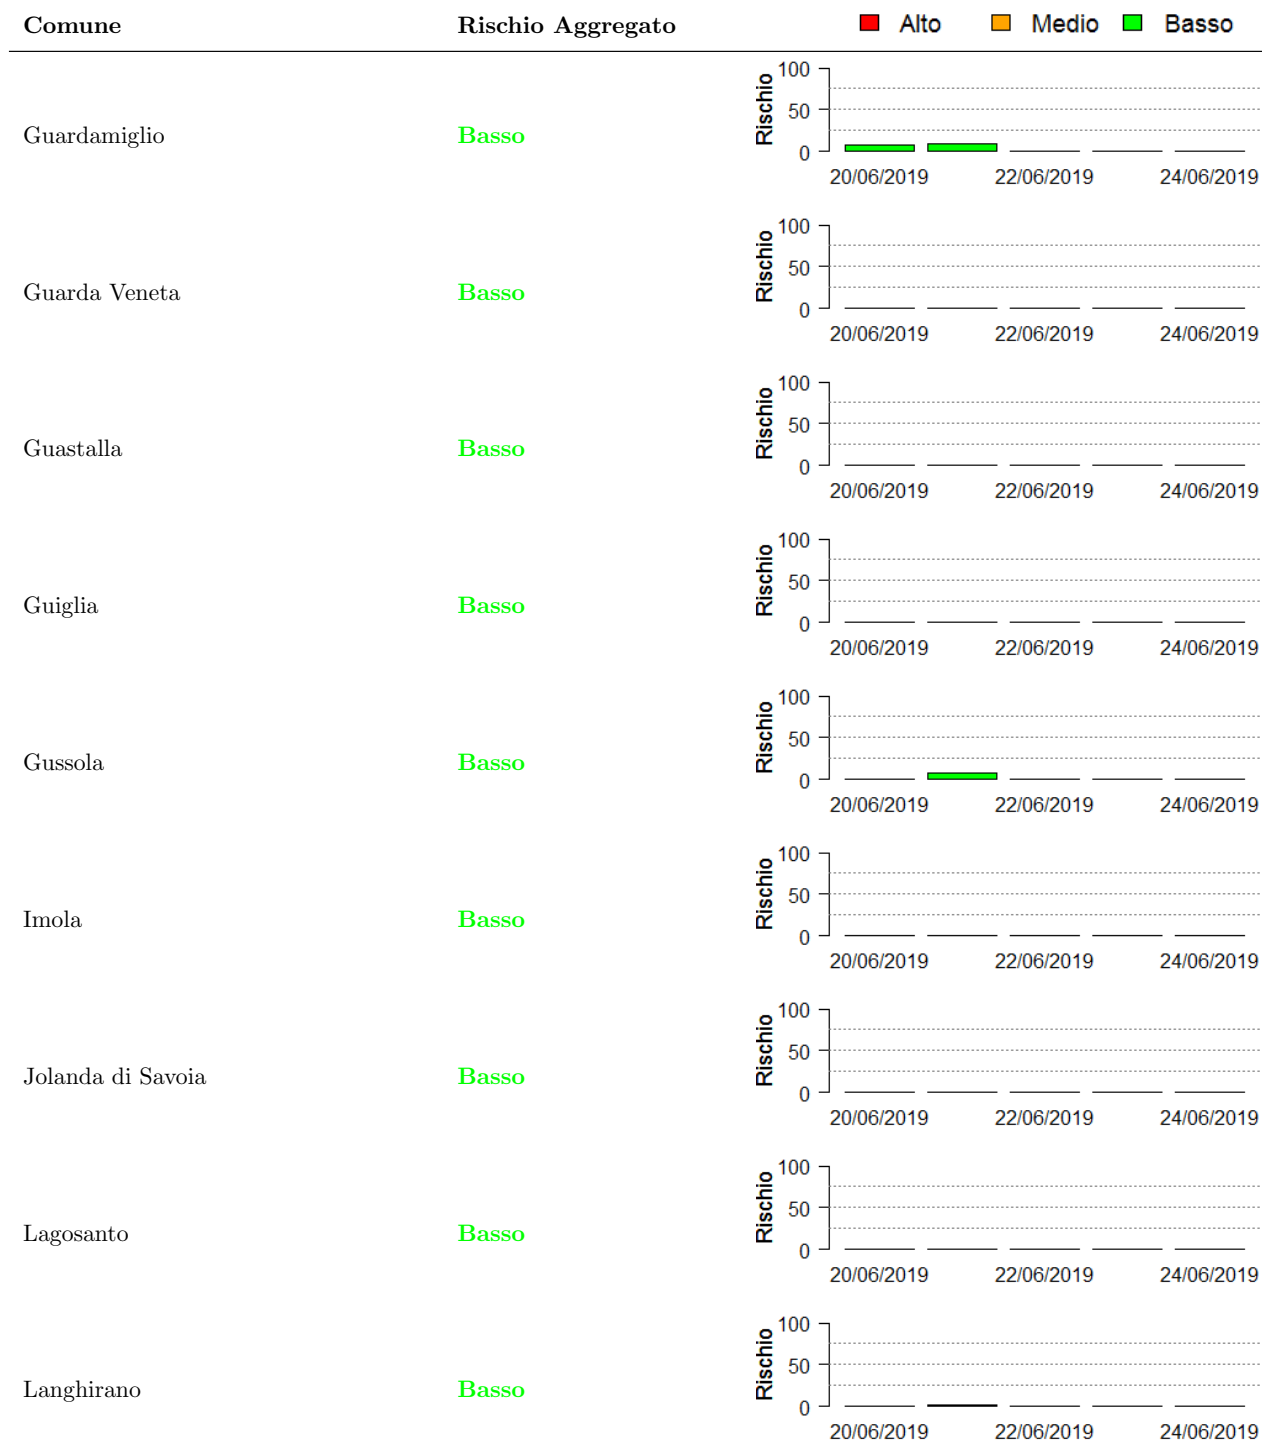 Comune Rischio Aggregato Alto Medio Basso
Guardamiglio Basso Rischio 100 50 0
20/06/2019 22/06/2019 24/06/2019
Guarda Veneta Basso Rischio 100 50 0
20/06/2019 22/06/2019 24/06/2019
Guastalla Basso Rischio 100 50 0
20/06/2019 22/06/2019 24/06/2019
Guiglia Basso Rischio 100 50 0
20/06/2019 22/06/2019 24/06/2019
Gussola Basso Rischio 100 50 0
20/06/2019 22/06/2019 24/06/2019
Imola Basso Rischio 100 50 0
20/06/2019 22/06/2019 24/06/2019
Jolanda di Savoia Basso Rischio 100 50 0
20/06/2019 22/06/2019 24/06/2019
Lagosanto Basso Rischio 100 50 0
20/06/2019 22/06/2019 24/06/2019
Langhirano Basso Rischio 100 50 0
20/06/2019 22/06/2019 24/06/2019